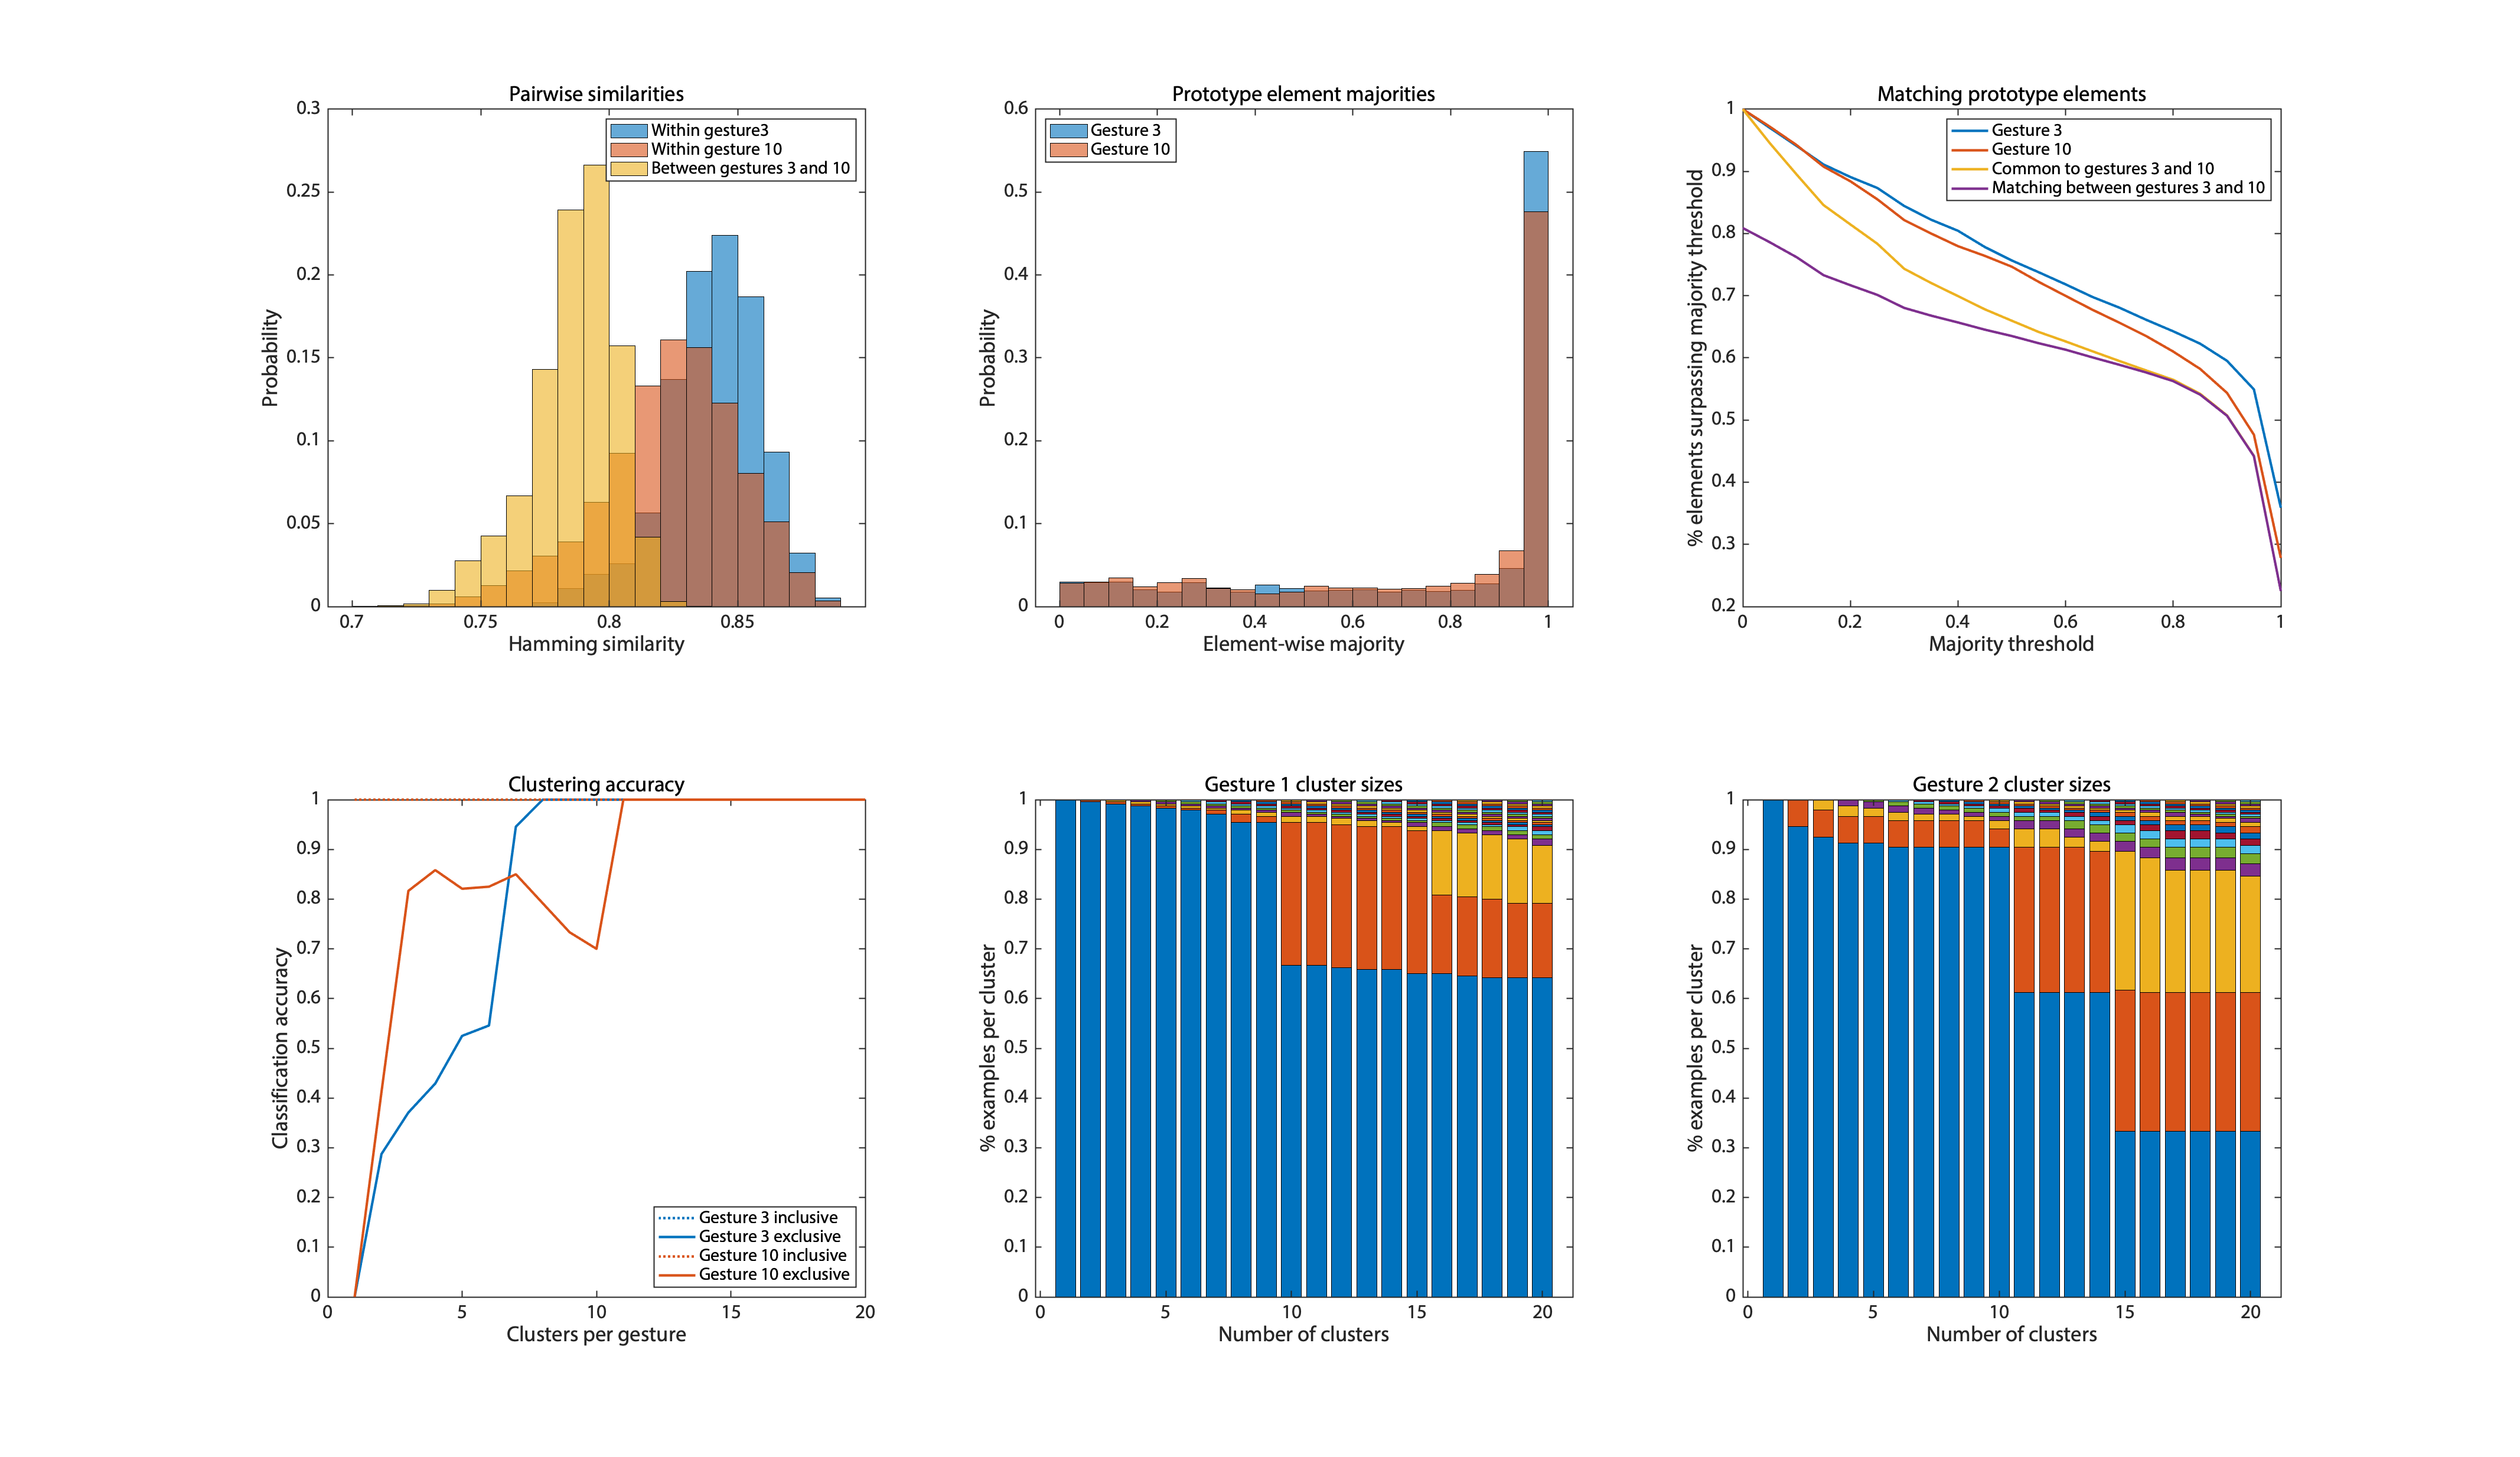 Pairwise similarities
0.3
0.25
0.2
0.15
0.1
0.05
0
Probability
Within gesture3
Within gesture 10
Between gestures 3 and 10
0.7 0.75 0.8 0.85
Hamming similarity
Prototype element majorities
0.6
0.5
0.4
0.3
0.2
0.1
0
Probability
Gesture 3
Gesture 10
0 0.2 0.4 0.6 0.8 1
Element-wise majority
Matching prototype elements
1
0.9
0.8
0.7
0.6
0.5
0.4
0.3
0.2
% elements surpassing majority threshold
Gesture 3
Gesture 10
Common to gestures 3 and 10
Matching between gestures 3 and 10
0 0.2 0.4 0.6 0.8 1
Majority threshold
Clustering accuracy
1
0.9
0.8
0.7
0.6
0.5
0.4
0.3
0.2
0.1
0
Classification accuracy
Gesture 3 inclusive
Gesture 3 exclusive
Gesture 10 inclusive
Gesture 10 exclusive
0 5 10 15 20
Clusters per gesture
Gesture 1 cluster sizes
1
0.9
0.8
0.7
0.6
0.5
0.4
0.3
0.2
0.1
0
% examples per cluster
0 5 10 15 20
Number of clusters
Gesture 2 cluster sizes
1
0.9
0.8
0.7
0.6
0.5
0.4
0.3
0.2
0.1
0
% examples per cluster
0 5 10 15 20
Number of clusters